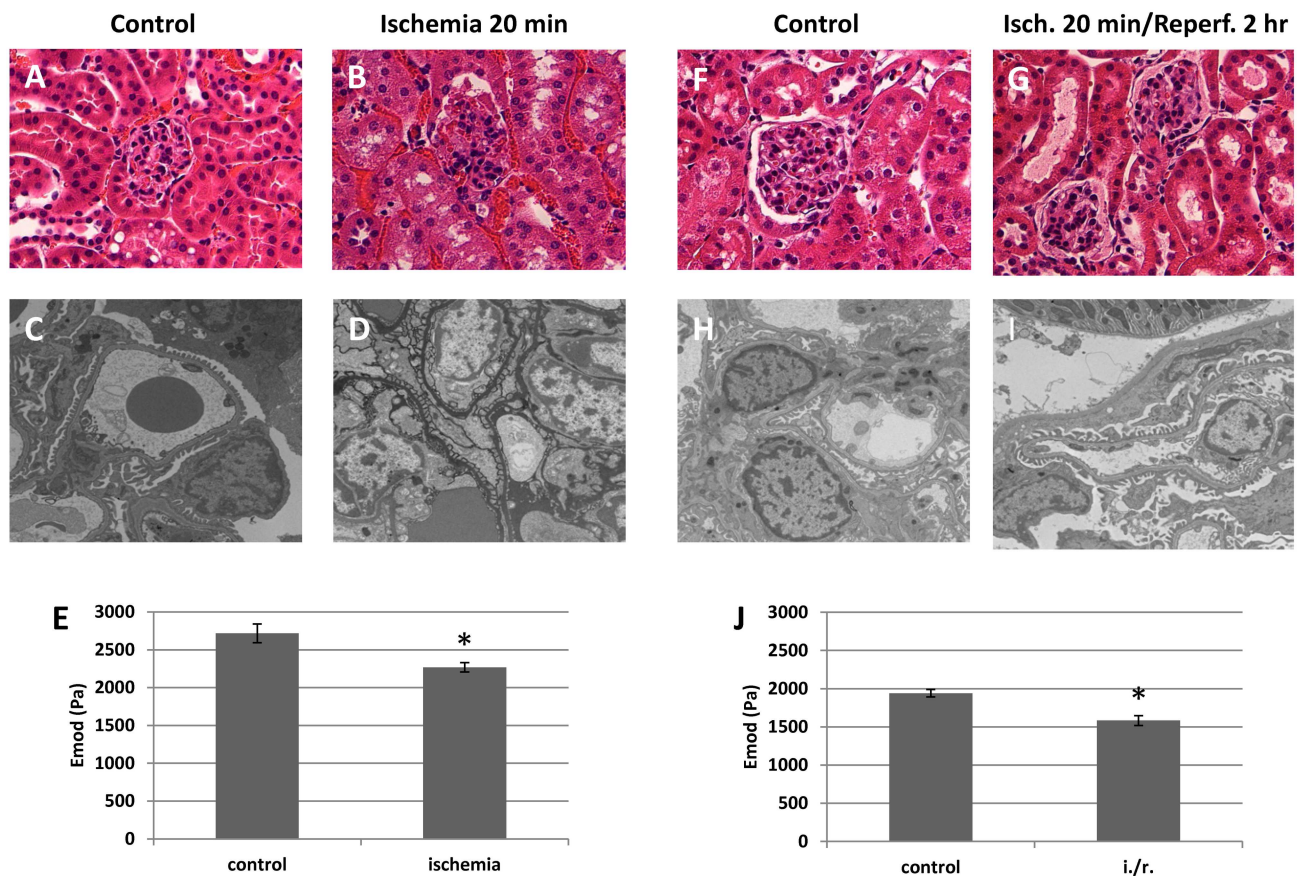 Control
Ischemia 20 min
Control
Isch. 20 min/Reperf. 2 hr
A
B
F
G
C
D
H
I
E
3000
2500
2000
1500
1000
500
0
Emod (Pa)
*
control
ischemia
J
3000
2500
2000
1500
1000
500
0
Emod (Pa)
*
control
i./r.